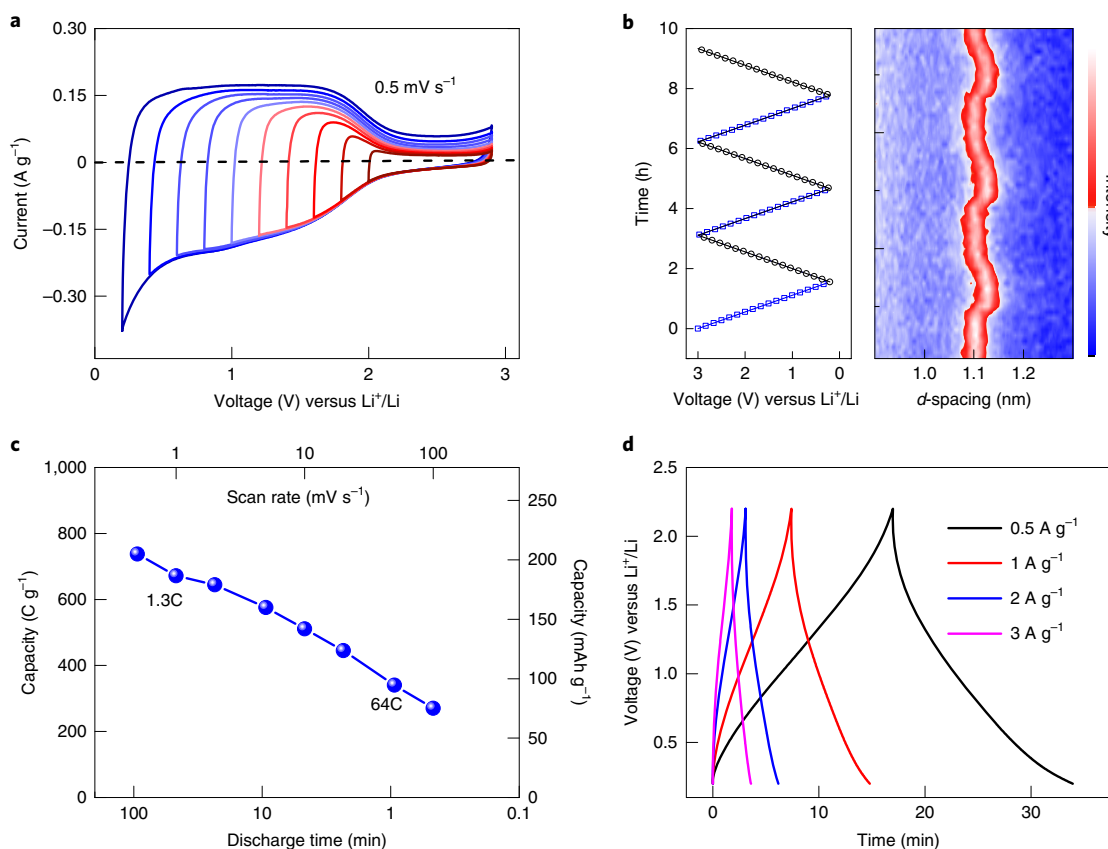 a
0.30
0.15
0
–0.15
–0.30
Current (A g–1)
0.5 mV s–1
0
1
2
3
Voltage (V) versus Li+/Li
b
10
8
6
4
2
0
Time (h)
3
2
1
0
Voltage (V) versus Li+/Li
1.0
1.1
1.2
d-spacing (nm)
c
1
10
100
Scan rate (mV s–1)
1,000
800
600
400
200
0
Capacity (C g–1)
1.3C
64C
250
200
150
100
50
0
Capacity (mAh g–1)
100
10
1
0.1
Discharge time (min)
d
2.5
2.0
1.5
1.0
0.5
Voltage (V) versus Li+/Li
0.5 A g–1
1 A g–1
2 A g–1
3 A g–1
0
10
20
30
Time (min)